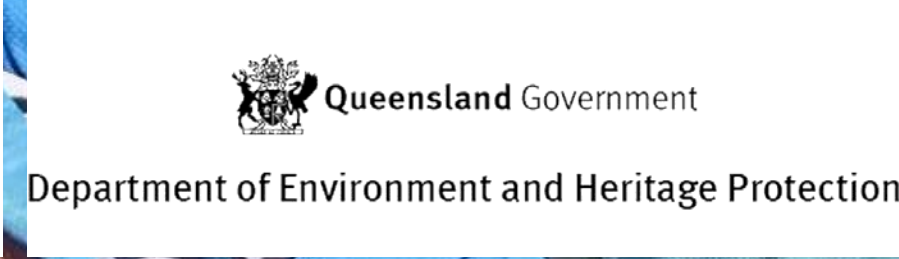 Queensland Government
Department of Environment and Heritage Protection